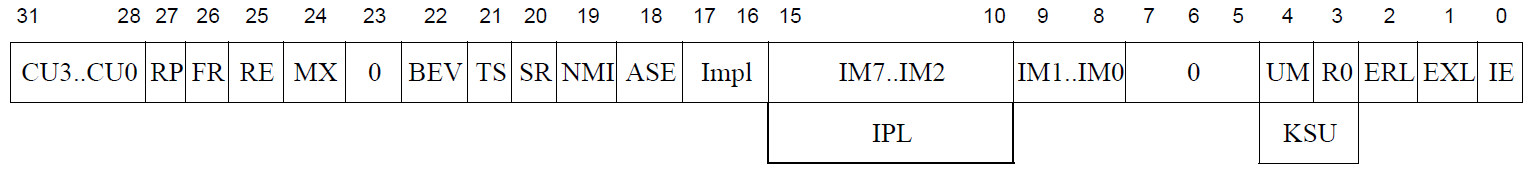 31 28 27 26 25 24 23 22 21 20 19 18 17 16 15 10 9 8 7 6 5 4 3 2 1 0
CU3..CU0 RP FR RE MX 0 BEV TS SR NMI ASE Impl IM7..IM2 IM1..IM0 0 UM R0 ERL EXL IE
IPL KSU